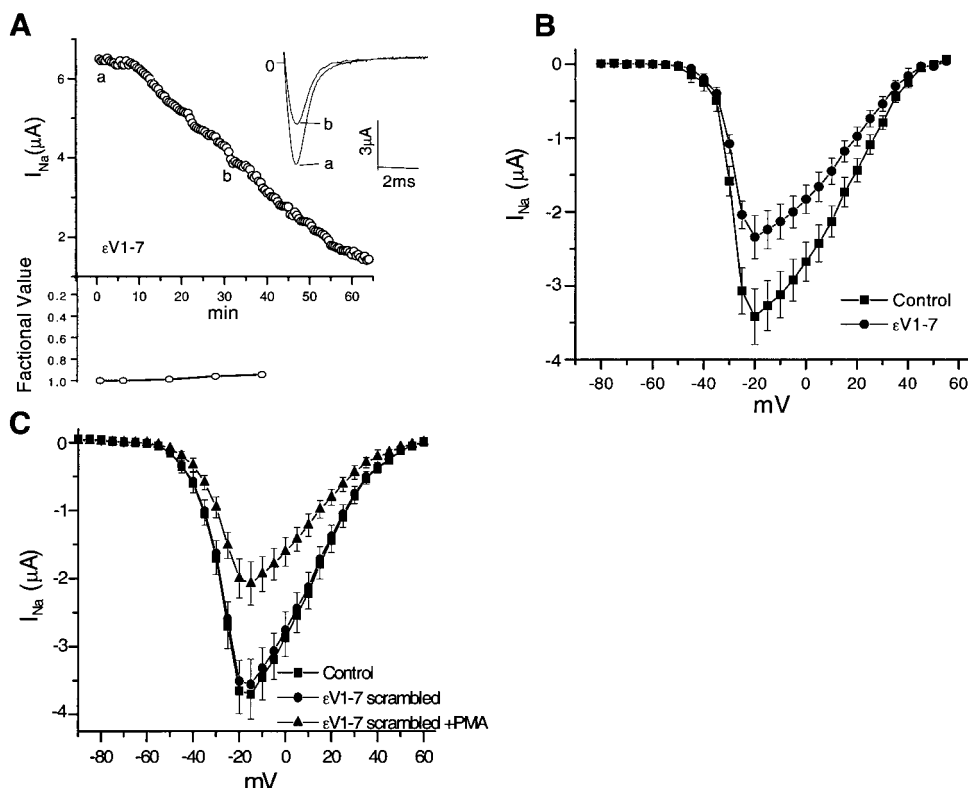 A
I_Na(μA)
6
4
2
a
b
εV1-7
0
b
a
3μA
2ms
0 10 20 30 40 50 60
min
Factional Value
0.2
0.4
0.6
0.8
1.0
B
I_Na (μA)
0
-1
-2
-3
-4
Control
εV1-7
-80 -60 -40 -20 0 20 40 60
mV
C
I_Na (μA)
0
-1
-2
-3
-4
Control
εV1-7 scrambled
εV1-7 scrambled +PMA
-80 -60 -40 -20 0 20 40 60
mV